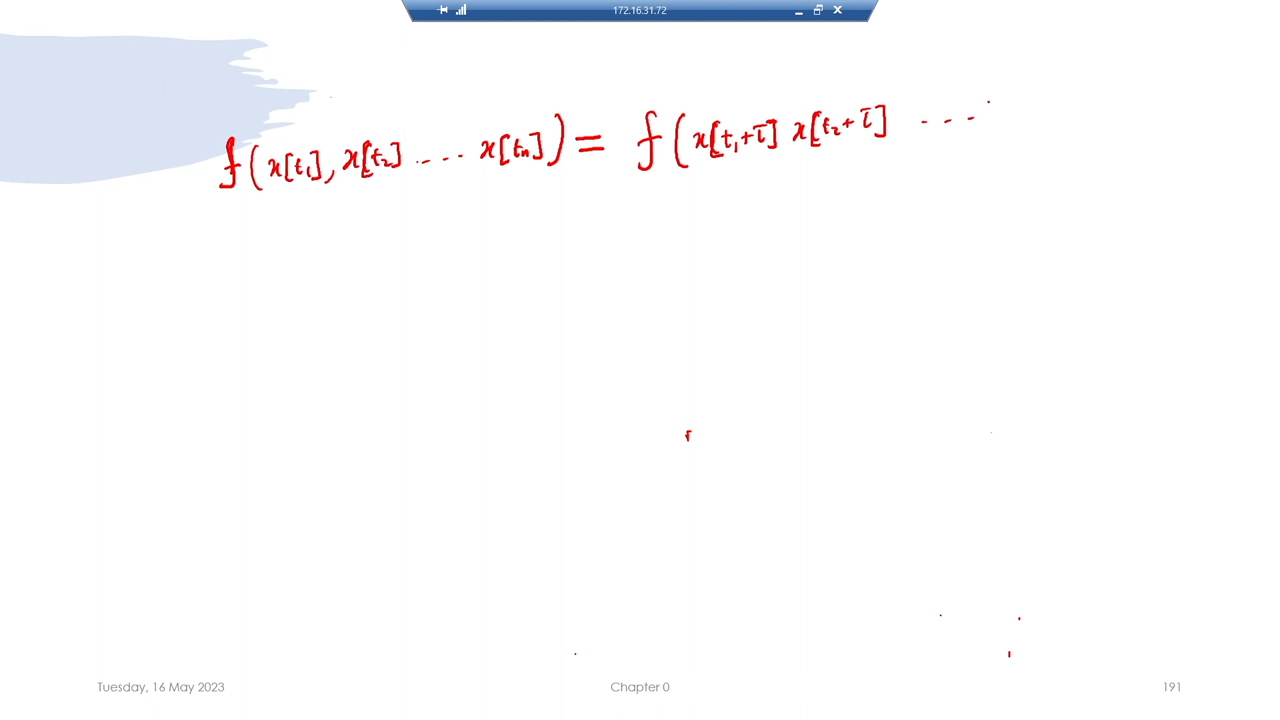 172.16.31.72
f(x[t₁], x[t₂] .... x[tₙ]) = f(x[t₁+τ] x[t₂+τ] ---
Tuesday, 16 May 2023 Chapter 0 191